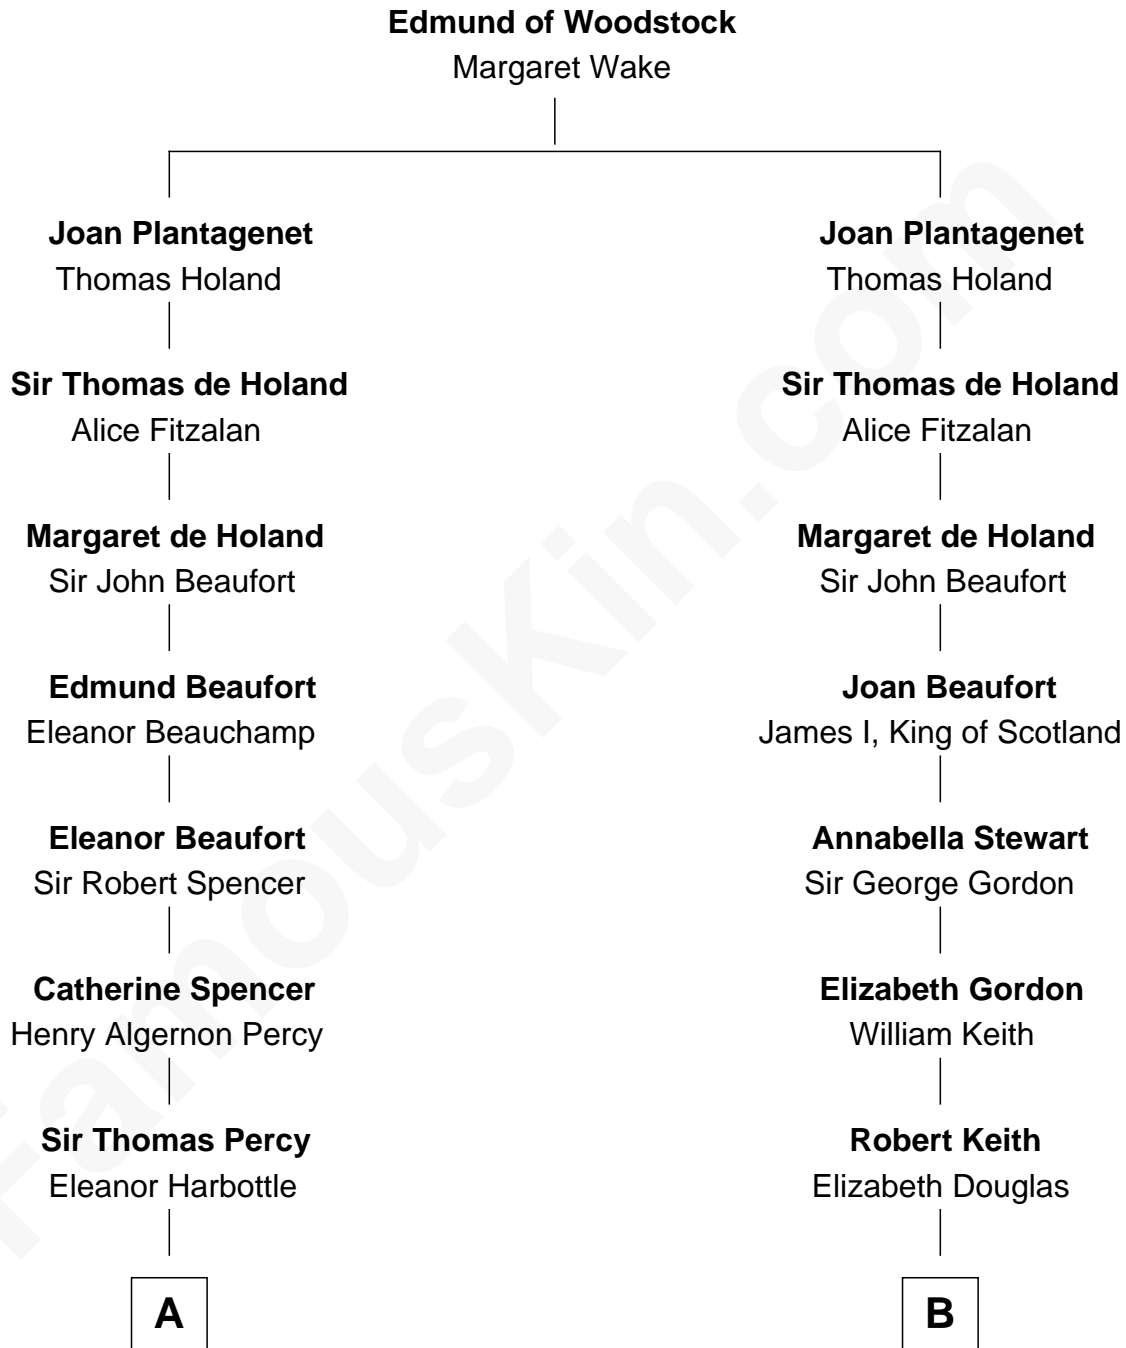 Edmund of Woodstock
Margaret Wake
Joan Plantagenet
Thomas Holand
Sir Thomas de Holand
Alice Fitzalan
Margaret de Holand
Sir John Beaufort
Edmund Beaufort
Eleanor Beauchamp
Eleanor Beaufort
Sir Robert Spencer
Catherine Spencer
Henry Algernon Percy
Sir Thomas Percy
Eleanor Harbottle
A
Joan Plantagenet
Thomas Holand
Sir Thomas de Holand
Alice Fitzalan
Margaret de Holand
Sir John Beaufort
Joan Beaufort
James I, King of Scotland
Annabella Stewart
Sir George Gordon
Elizabeth Gordon
William Keith
Robert Keith
Elizabeth Douglas
B
FamousKin.com